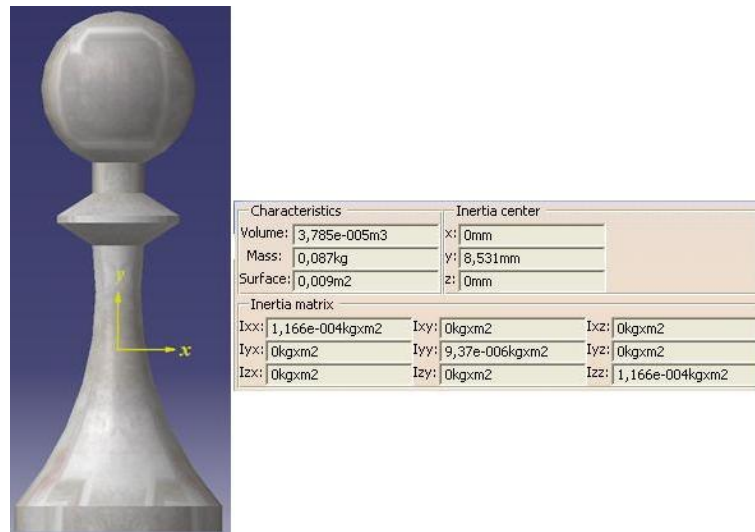 y
x
Characteristics
Inertia center
Volume: 3,785e-005m3
x: 0mm
Mass: 0,087kg
y: 8,531mm
Surface: 0,009m2
z: 0mm
Inertia matrix
Ixx: 1,166e-004kgxm2 Ixy: 0kgxm2 Ixz: 0kgxm2
Iyx: 0kgxm2 Iyy: 9,37e-006kgxm2 Iyz: 0kgxm2
Izx: 0kgxm2 Izy: 0kgxm2 Izz: 1,166e-004kgxm2